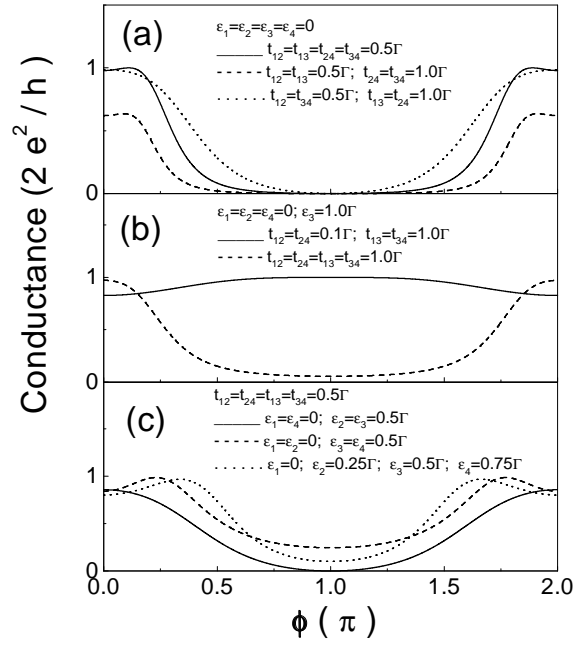 Conductance (2 e² / h)
(a)
ε₁=ε₂=ε₃=ε₄=0
t₁₂=t₁₃=t₂₄=t₃₄=0.5Γ
t₁₂=t₁₃=0.5Γ; t₂₄=t₃₄=1.0Γ
t₁₂=t₃₄=0.5Γ; t₁₃=t₂₄=1.0Γ
1
0
(b)
ε₁=ε₂=ε₄=0; ε₃=1.0Γ
t₁₂=t₂₄=0.1Γ; t₁₃=t₃₄=1.0Γ
t₁₂=t₂₄=t₁₃=t₃₄=1.0Γ
1
0
(c)
t₁₂=t₂₄=t₁₃=t₃₄=0.5Γ
ε₁=ε₄=0; ε₂=ε₃=0.5Γ
ε₁=ε₂=0; ε₃=ε₄=0.5Γ
ε₁=0; ε₂=0.25Γ; ε₃=0.5Γ; ε₄=0.75Γ
1
0
0.0 0.5 1.0 1.5 2.0
ϕ ( π )